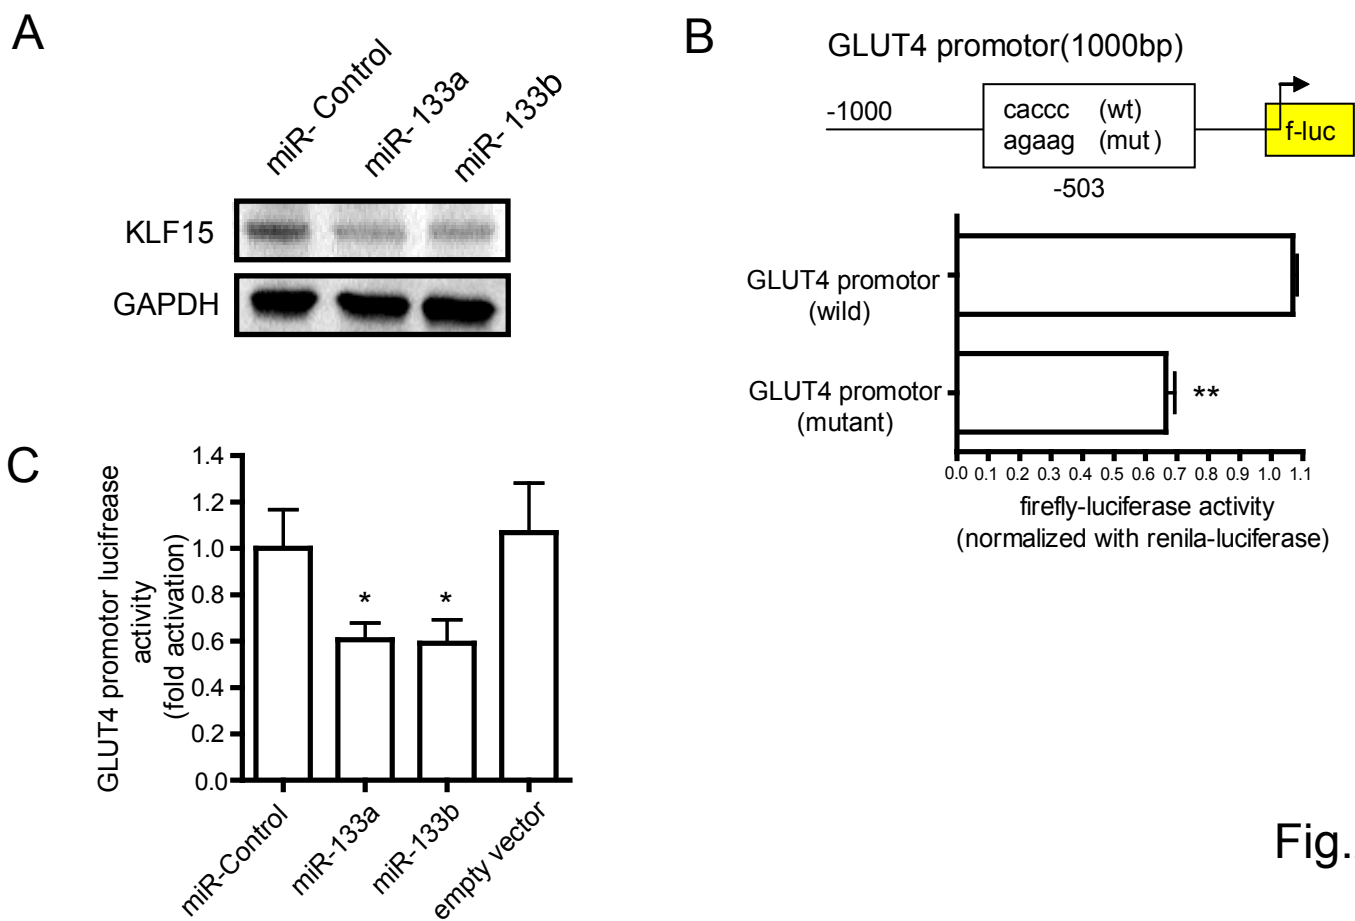 A
miR- Control
miR- 133a
miR- 133b
KLF15
GAPDH
B
GLUT4 promotor(1000bp)
-1000
caccc (wt)
agaag (mut)
f-luc
-503
GLUT4 promotor
(wild)
GLUT4 promotor
(mutant)
**
0.0 0.1 0.2 0.3 0.4 0.5 0.6 0.7 0.8 0.9 1.0 1.1
firefly-luciferase activity
(normalized with renila-luciferase)
C
GLUT4 promotor lucifrease
activity
(fold activation)
1.4
1.2
1.0
0.8
0.6
0.4
0.2
0.0
*
*
miR-Control
miR-133a
miR-133b
empty vector
Fig.